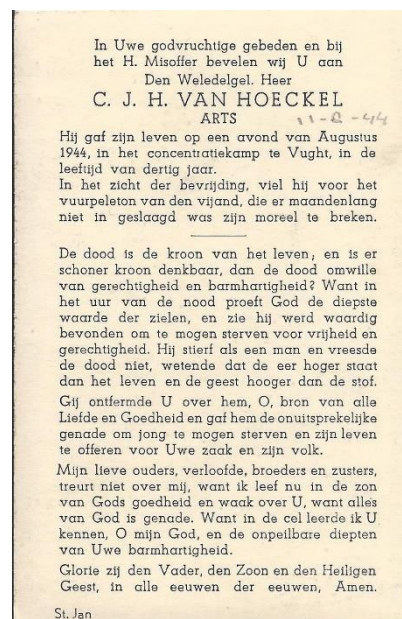 In Uwe godvruchtige gebeden en bij
het H. Misoffer bevelen wij U aan
Den Weledelgel. Heer
C. J. H. VAN HOECKEL
ARTS
Hij gaf zijn leven op een avond van Augustus
1944, in het concentratiekamp te Vught, in de
leeftijd van dertig jaar.
In het zicht der bevrijding, viel hij voor het
vuurpeleton van den vijand, die er maandenlang
niet in geslaagd was zijn moreel te breken.
De dood is de kroon van het leven; en is er
schoner kroon denkbaar, dan de dood omwille
van gerechtigheid en barmhartigheid? Want in
het uur van de nood proeft God de diepste
waarde der zielen, en zie hij werd waardig
bevonden om te mogen sterven voor vrijheid en
gerechtigheid. Hij stierf als een man en vreesde
de dood niet, wetende dat de eer hoger staat
dan het leven en de geest hooger dan de stof.
Gij ontfermde U over hem, O, bron van alle
Liefde en Goedheid en gaf hem de onuitsprekelijke
genade om jong te mogen sterven en zijn leven
te offeren voor Uwe zaak en zijn volk.
Mijn lieve ouders, verloofde, broeders en zusters,
treurt niet over mij, want ik leef nu in de zon
van Gods goedheid en waak over U, want alles
van God is genade. Want in de cel leerde ik U
kennen, O mijn God, en de onpeilbare diepten
van Uwe barmhartigheid.
Glorie zij den Vader, den Zoon en den Heiligen
Geest, in alle eeuwen der eeuwen, Amen.
St. Jan